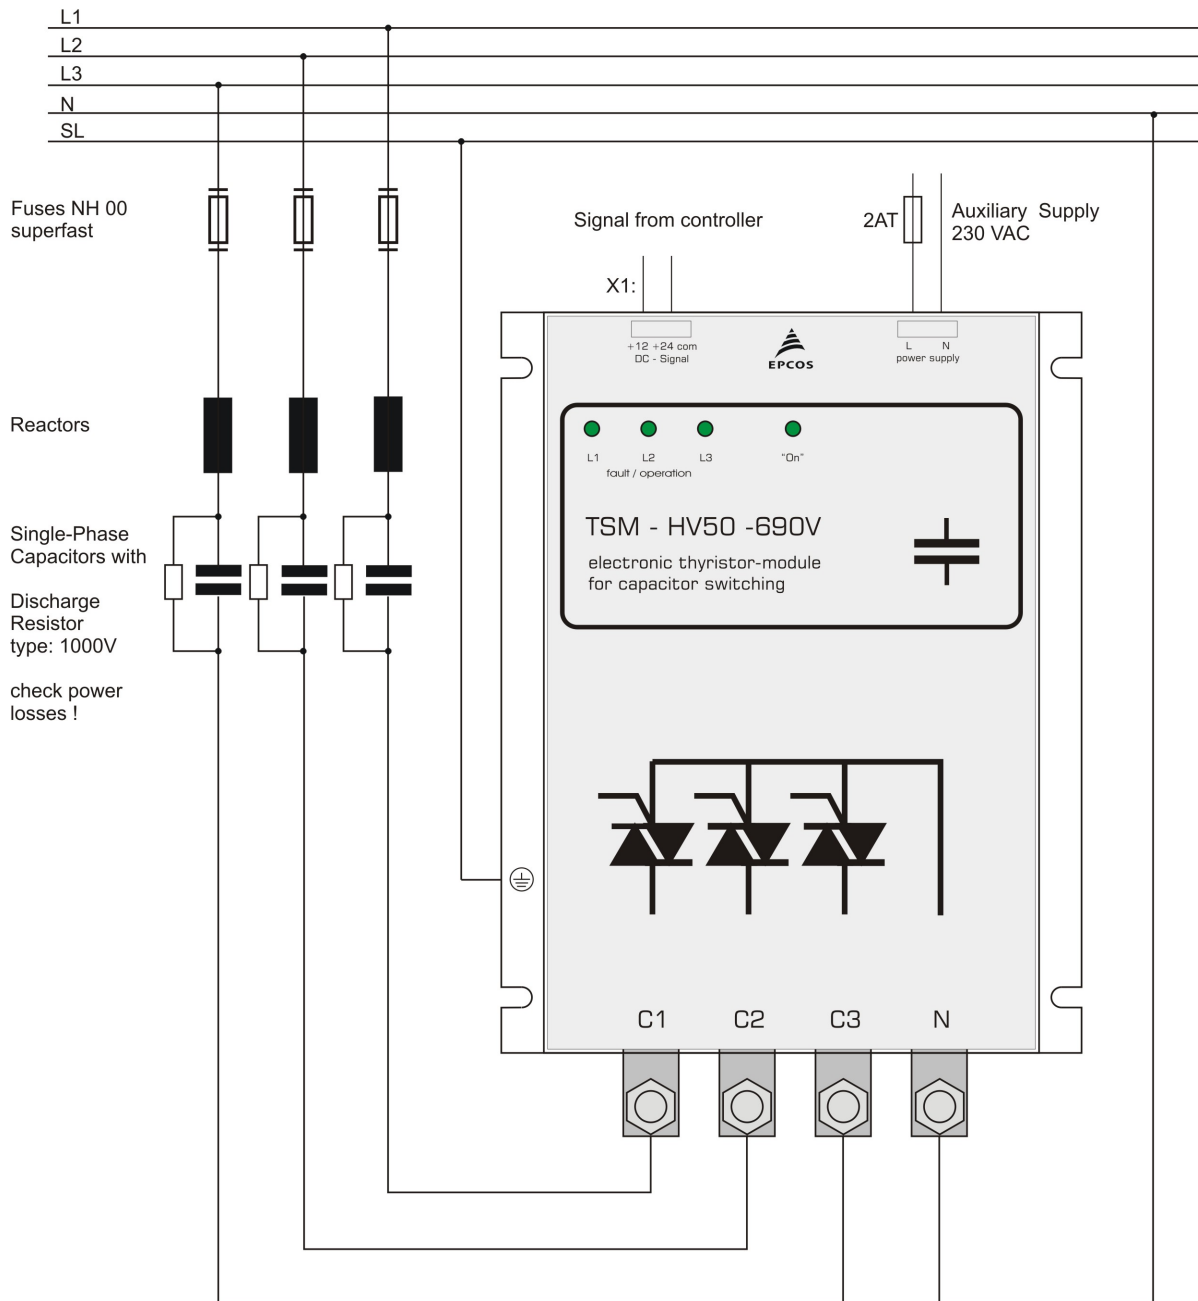 L1
L2
L3
N
SL
Fuses NH 00
superfast
Signal from controller
2AT
Auxiliary Supply
230 VAC
X1:
+12 +24 com
DC - Signal
EPCOS
L N
power supply
Reactors
L1 L2 L3 "On"
fault / operation
TSM - HV50 -690V
electronic thyristor-module
for capacitor switching
Single-Phase
Capacitors with
Discharge
Resistor
type: 1000V
check power
losses !
C1 C2 C3 N